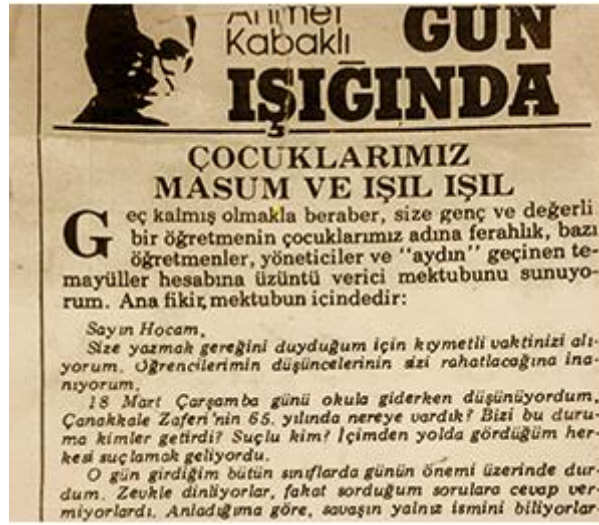 Ahmet
Kabaklı GÜN
IŞIĞINDA
ÇOCUKLARIMIZ
MASUM VE IŞIL IŞIL
Geç kalmış olmakla beraber, size genç ve değerli
bir öğretmenin çocuklarımız adına ferahlık, bazı
öğretmenler, yöneticiler ve "aydın" geçinen te-
mayüller hesabına üzüntü verici mektubunu sunuyo-
rum. Ana fikir, mektubun içindedir:
Sayın Hocam,
Size yazmak gereğini duyduğum için kıymetli vaktinizi alı-
yorum. Öğrencilerimin düşüncelerinin sizi rahatlacağına ina-
nıyorum.
18 Mart Çarşamba günü okula giderken düşünüyordum,
Çanakkale Zaferi'nin 65. yılında nereye vardık? Bizi bu duru-
ma kimler getirdi? Suçlu kim? İçimden yolda gördüğüm her-
kesi suçlamak geliyordu.
O gün girdiğim bütün sınıflarda günün önemi üzerinde dur-
dum. Zevkle dinliyorlar, fakat sorduğum sorulara cevap ver-
miyorlardı. Anladığıma göre, savaşın yalnız ismini biliyorlar-